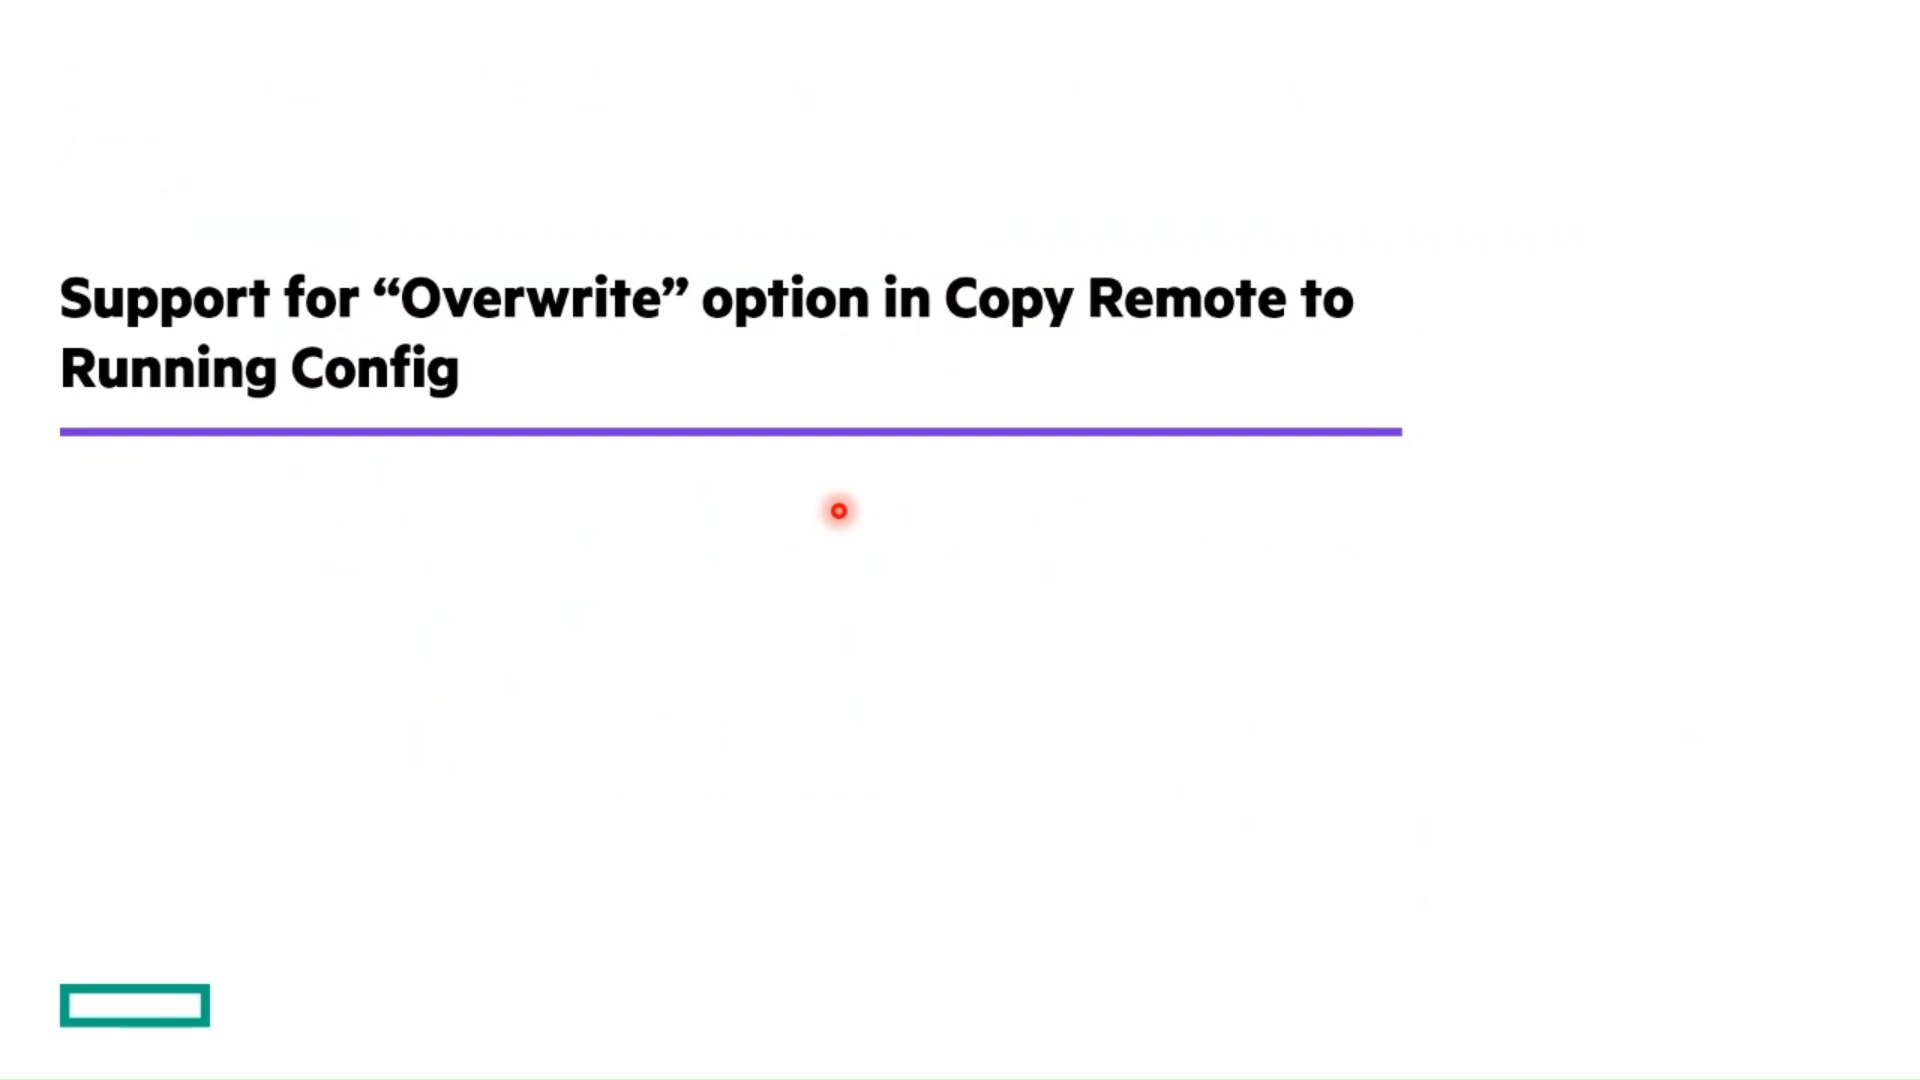 Support for “Overwrite” option in Copy Remote to
Running Config